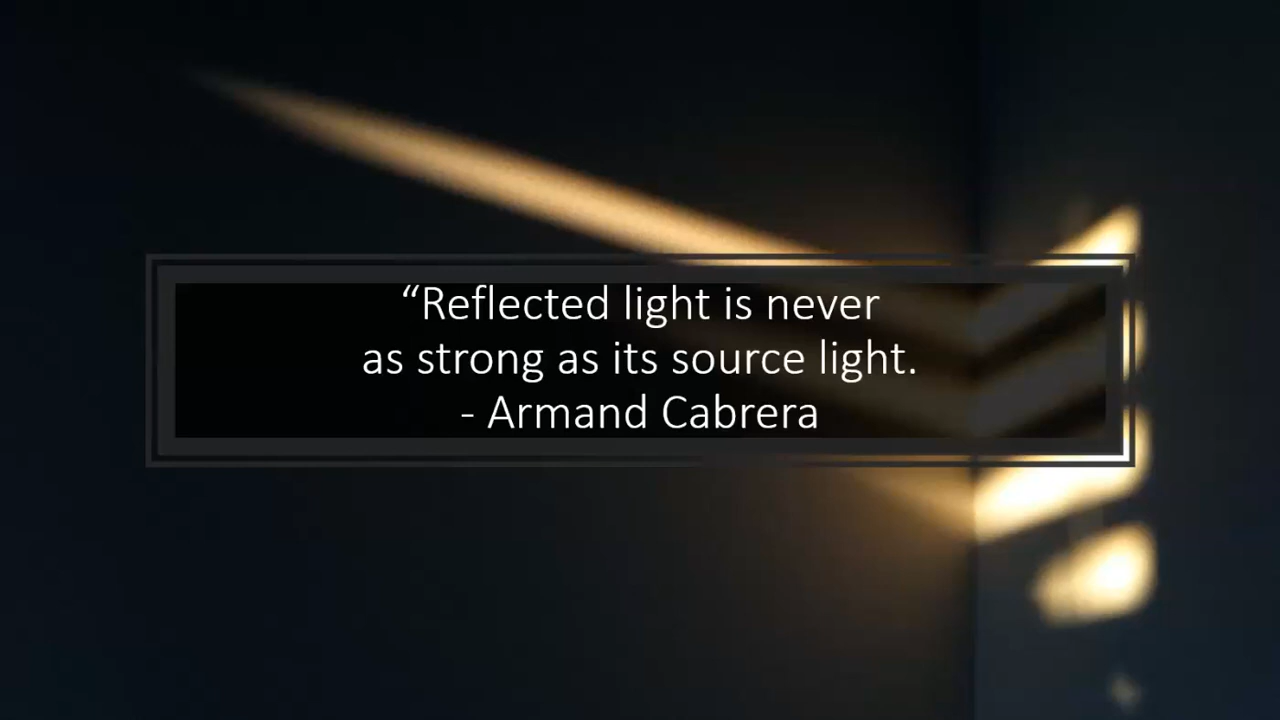 “Reflected light is never
as strong as its source light.
- Armand Cabrera